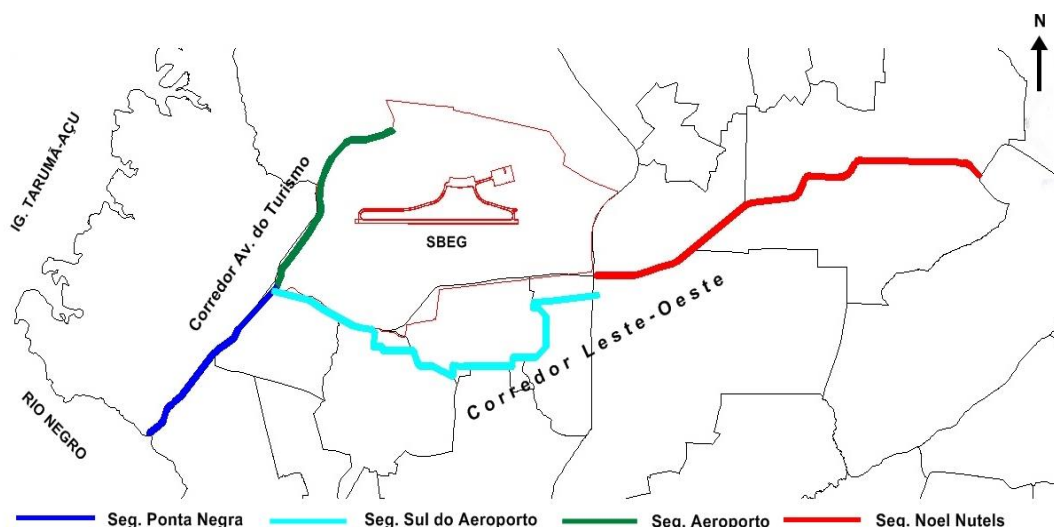 N
IG. TARUMÃ-AÇU
Corredor Av. do Turismo
SBEG
Corredor Leste-Oeste
RIO NEGRO
Seg. Ponta Negra
Seg. Sul do Aeroporto
Seg. Aeroporto
Seg. Noel Nutels